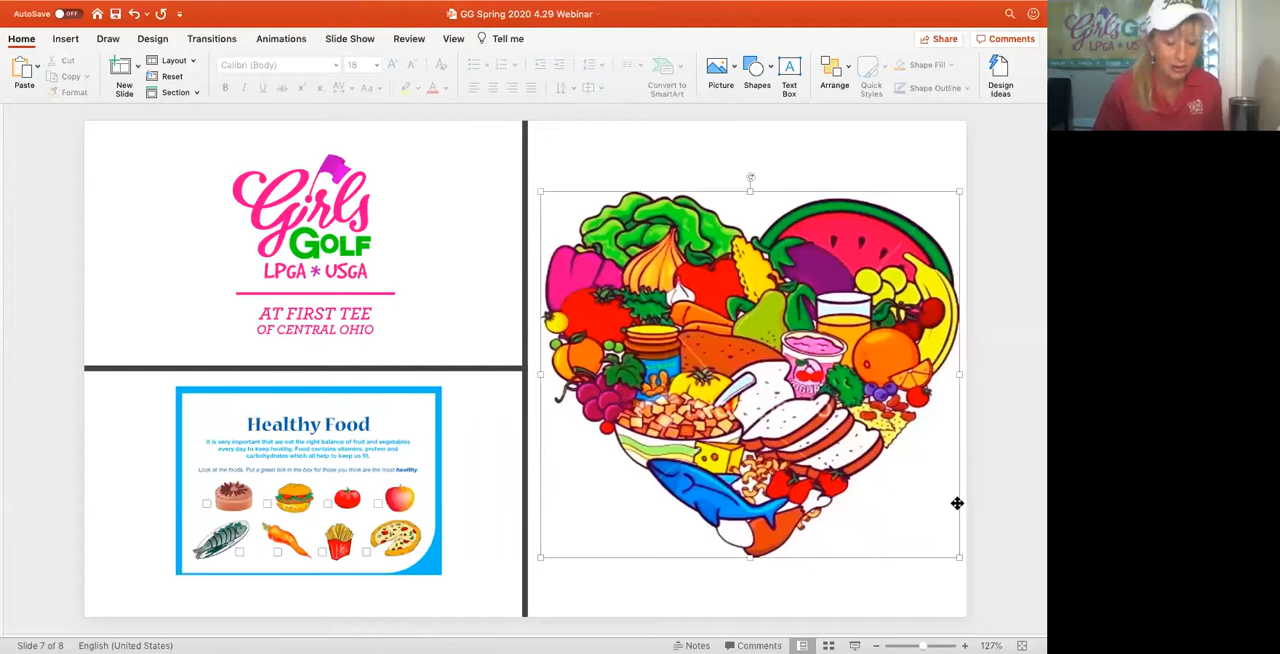 AutoSave OFF
GG Spring 2020 4.29 Webinar
Home Insert Draw Design Transitions Animations Slide Show Review View Tell me
Share Comments
Paste
Cut
Copy
Format
New Slide
Layout
Reset
Section
Calibri (Body) 18
Convert to SmartArt
Picture
Shapes
Text Box
Arrange
Quick Styles
Shape Fill
Shape Outline
Design Ideas
Girls
GOLF
LPGA * USGA
AT FIRST TEE
OF CENTRAL OHIO
Healthy Food
It is very important that we eat the right balance of fruit and vegetables
every day to keep healthy. Food contains vitamins, protein and
carbohydrates which all help to keep us fit.
Look at the foods. Put a green tick in the box for those you think are the most healthy.
Girls
LPGA
Slide 7 of 8
English (United States)
Notes
Comments
127%